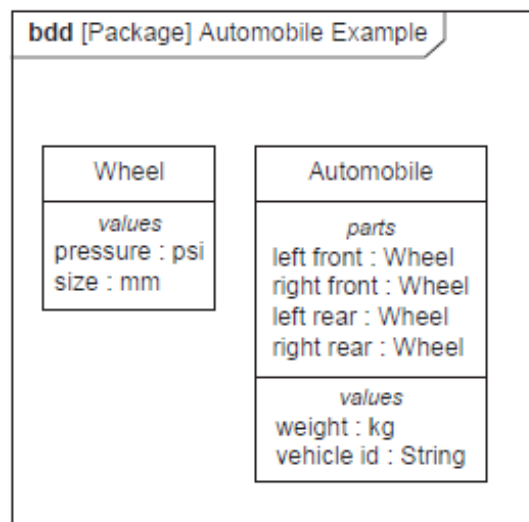 bdd [Package] Automobile Example
Wheel
values
pressure : psi
size : mm
Automobile
parts
left front : Wheel
right front : Wheel
left rear : Wheel
right rear : Wheel
values
weight : kg
vehicle id : String